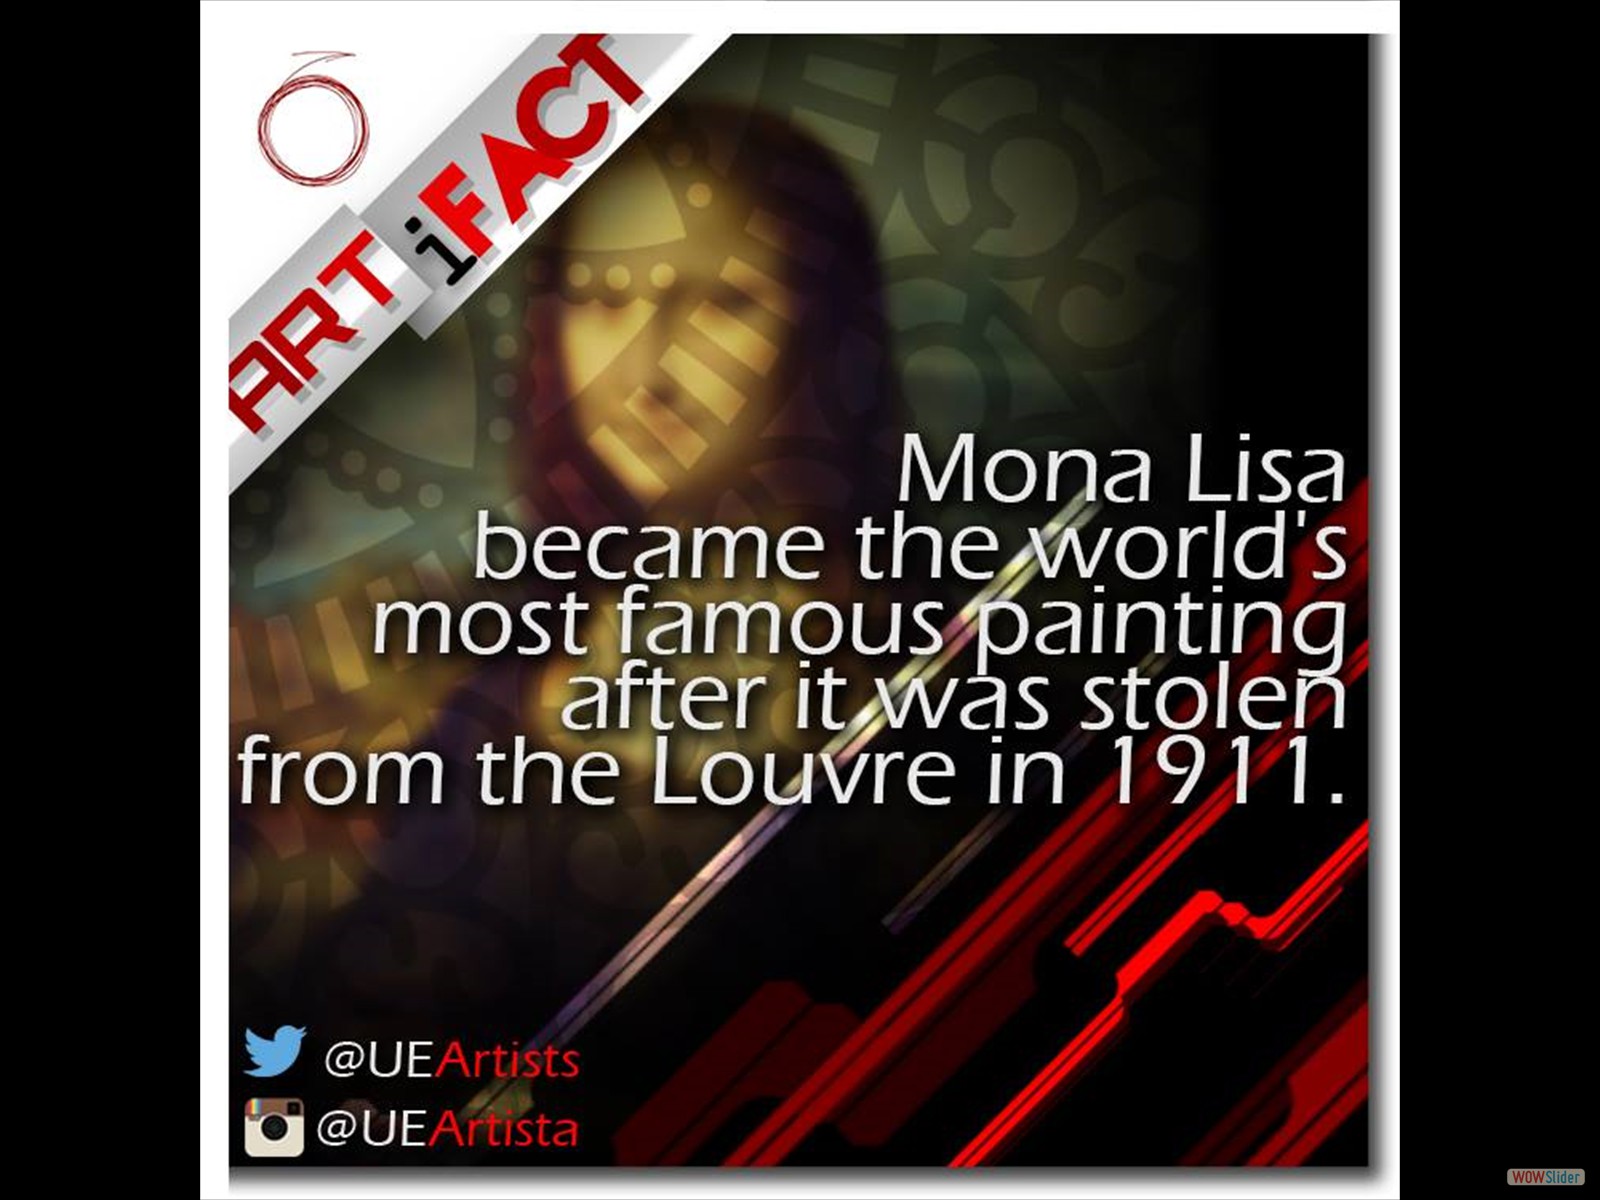 ART iFACT
Mona Lisa
became the world's
most famous painting
after it was stolen
from the Louvre in 1911.
@UEArtists
@UEArtista
WOWSlider